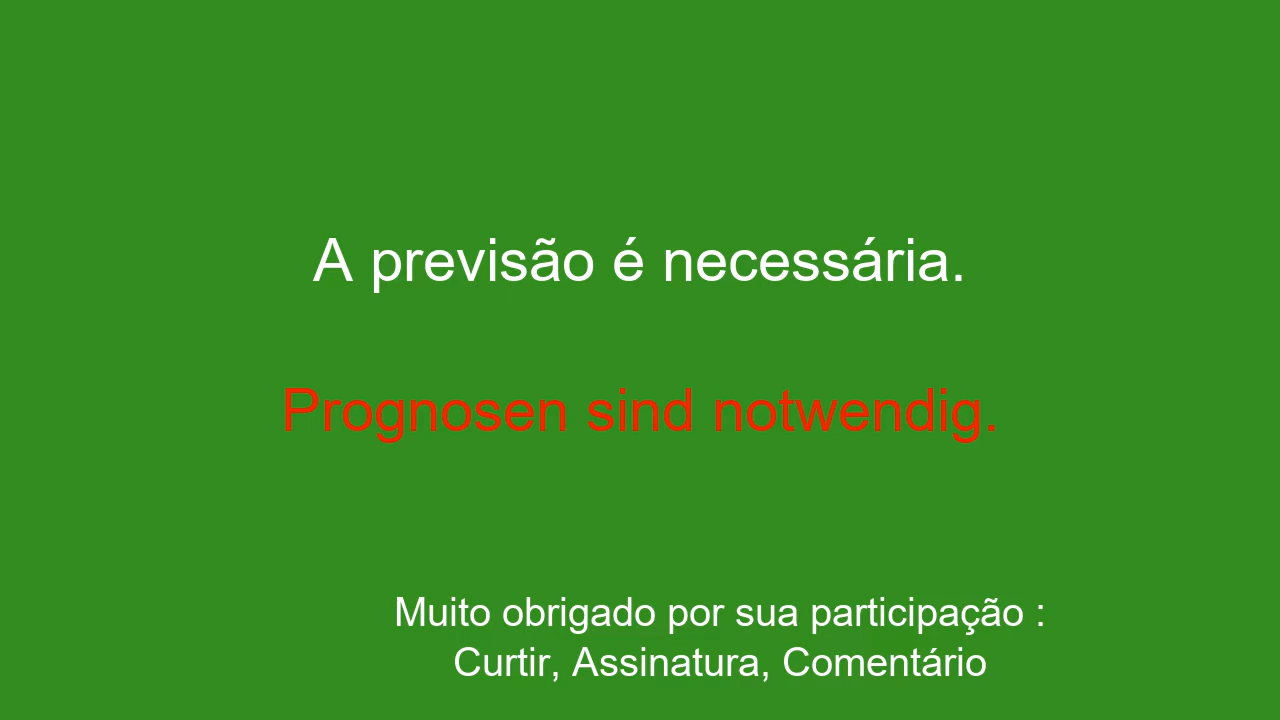 A previsão é necessária.
Prognosen sind notwendig.
Muito obrigado por sua participação :
Curtir, Assinatura, Comentário